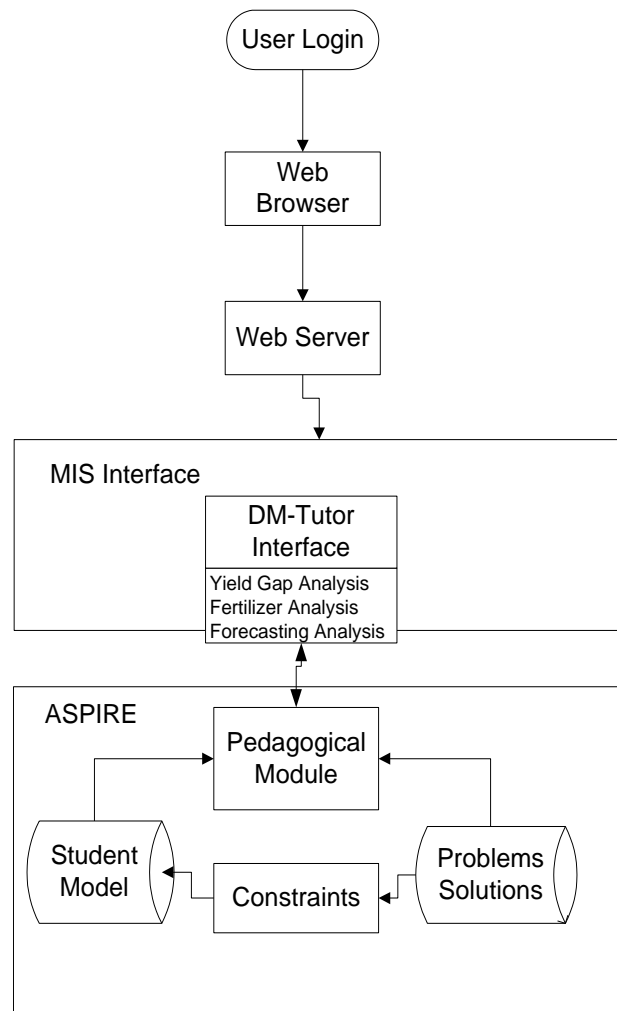 User Login
Web
Browser
Web Server
MIS Interface
DM-Tutor
Interface
Yield Gap Analysis
Fertilizer Analysis
Forecasting Analysis
ASPIRE
Pedagogical
Module
Student
Model
Constraints
Problems
Solutions